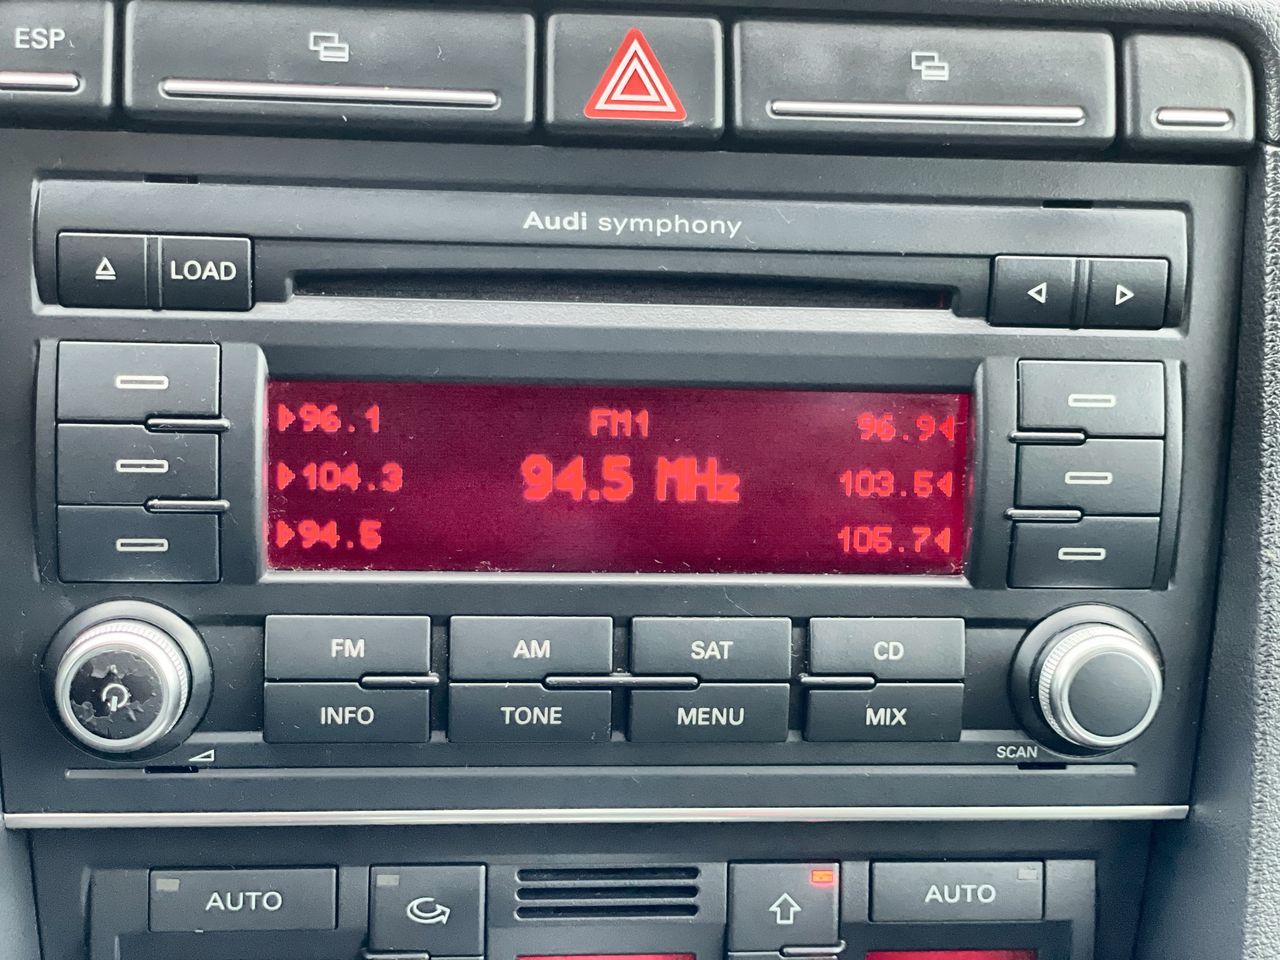 ESP
Audi symphony
LOAD
96.1 FM1 96.9
104.3 94.5 MHz 103.5
94.5 105.7
FM AM SAT CD
INFO TONE MENU MIX
SCAN
AUTO AUTO